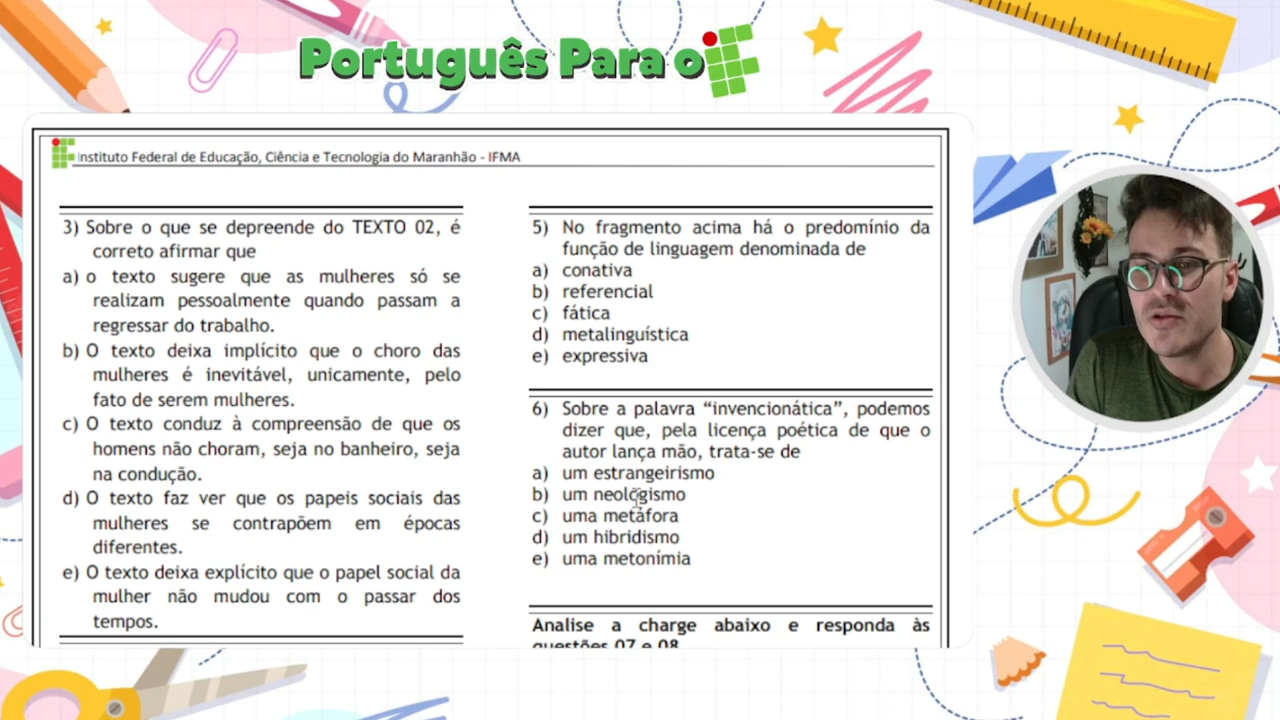 Português Para o
Instituto Federal de Educação, Ciência e Tecnologia do Maranhão - IFMA
3) Sobre o que se depreende do TEXTO 02, é
correto afirmar que
a) o texto sugere que as mulheres só se
realizam pessoalmente quando passam a
regressar do trabalho.
b) O texto deixa implícito que o choro das
mulheres é inevitável, unicamente, pelo
fato de serem mulheres.
c) O texto conduz à compreensão de que os
homens não choram, seja no banheiro, seja
na condução.
d) O texto faz ver que os papeis sociais das
mulheres se contrapõem em épocas
diferentes.
e) O texto deixa explícito que o papel social da
mulher não mudou com o passar dos
tempos.
5) No fragmento acima há o predomínio da
função de linguagem denominada de
a) conativa
b) referencial
c) fática
d) metalinguística
e) expressiva
6) Sobre a palavra “invencionática”, podemos
dizer que, pela licença poética de que o
autor lança mão, trata-se de
a) um estrangeirismo
b) um neologismo
c) uma metáfora
d) um hibridismo
e) uma metonímia
Analise a charge abaixo e responda às
questões 07 e 08